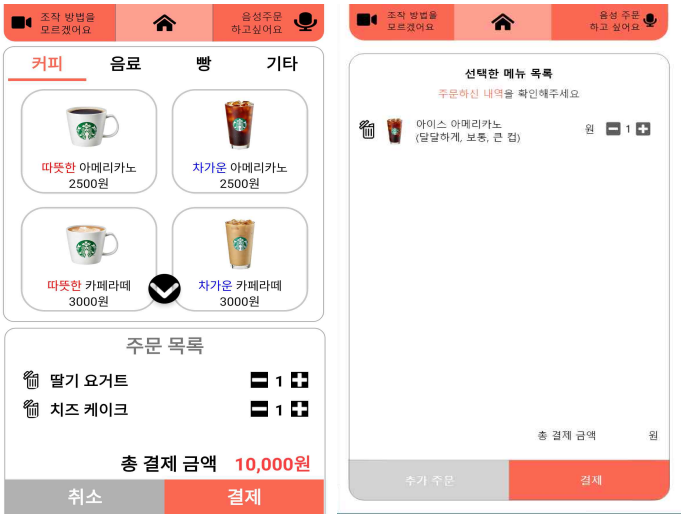 조작 방법을
모르겠어요
음성주문
하고싶어요
커피 음료 빵 기타
따뜻한 아메리카노
2500원
차가운 아메리카노
2500원
따뜻한 카페라떼
3000원
차가운 카페라떼
3000원
주문 목록
딸기 요거트 1
치즈 케이크 1
총 결제 금액 10,000원
취소 결제
조작 방법을
모르겠어요
음성 주문
하고 싶어요
선택한 메뉴 목록
주문하신 내역을 확인해주세요
아이스 아메리카노
(달달하게, 보통, 큰 컵)
원 1
총 결제 금액 원
추가 주문 결제